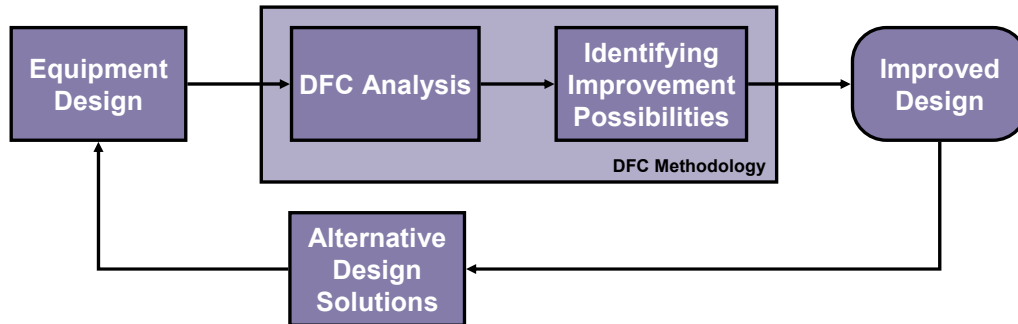 Equipment
Design
DFC Analysis
Identifying
Improvement
Possibilities
Improved
Design
DFC Methodology
Alternative
Design
Solutions